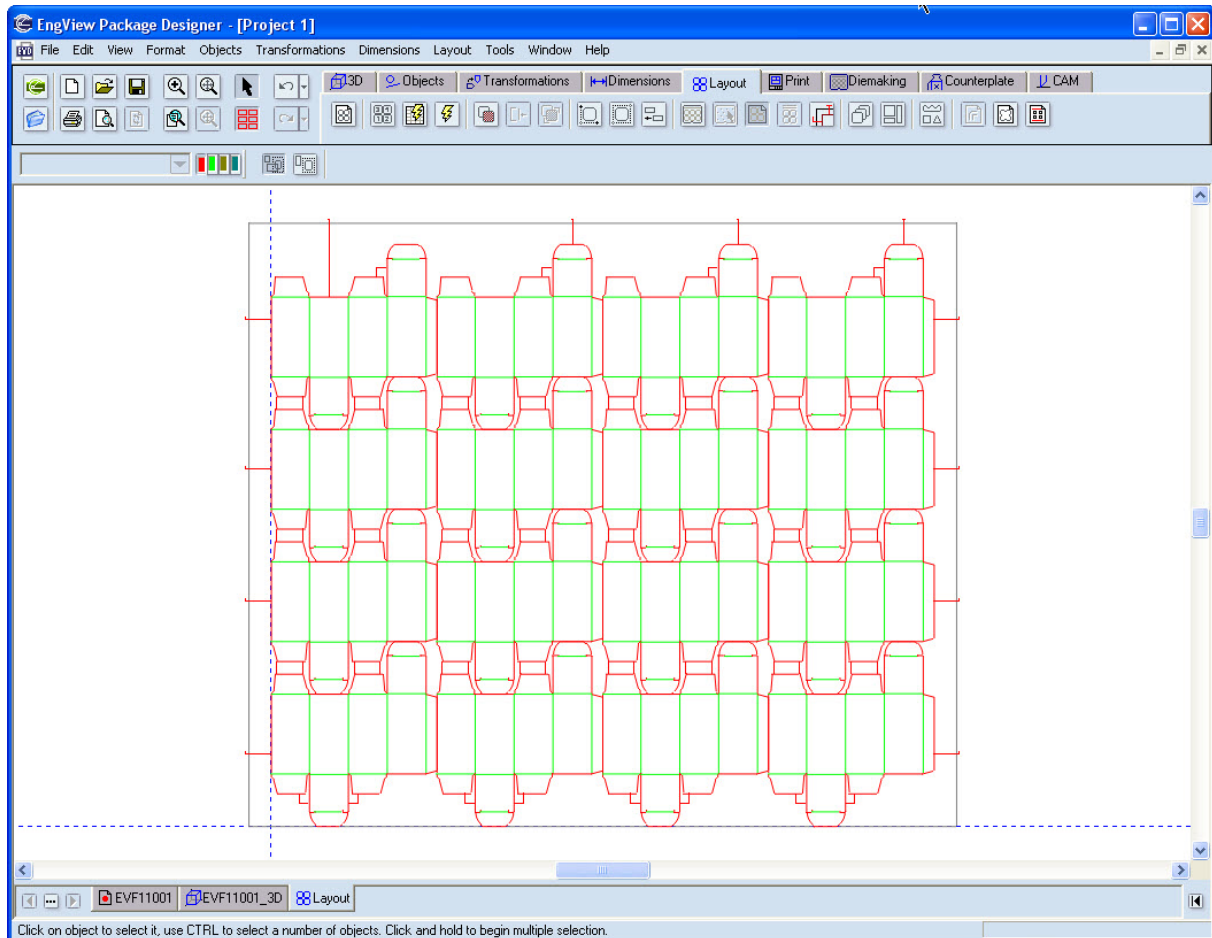 EngView Package Designer - [Project 1]
File Edit View Format Objects Transformations Dimensions Layout Tools Window Help
3D Objects Transformations Dimensions Layout Print Diemaking Counterplate CAM
EVF11001 EVF11001_3D Layout
Click on object to select it, use CTRL to select a number of objects. Click and hold to begin multiple selection.